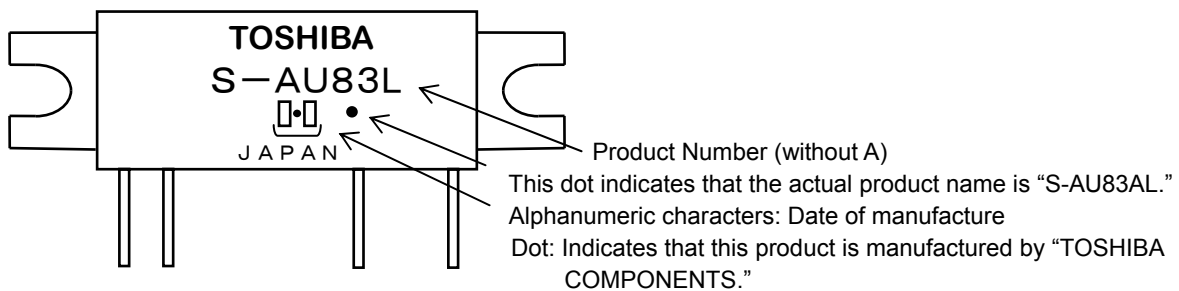 TOSHIBA
S－AU83L
JAPAN
Product Number (without A)
This dot indicates that the actual product name is “S-AU83AL.”
Alphanumeric characters: Date of manufacture
Dot: Indicates that this product is manufactured by “TOSHIBA
COMPONENTS.”